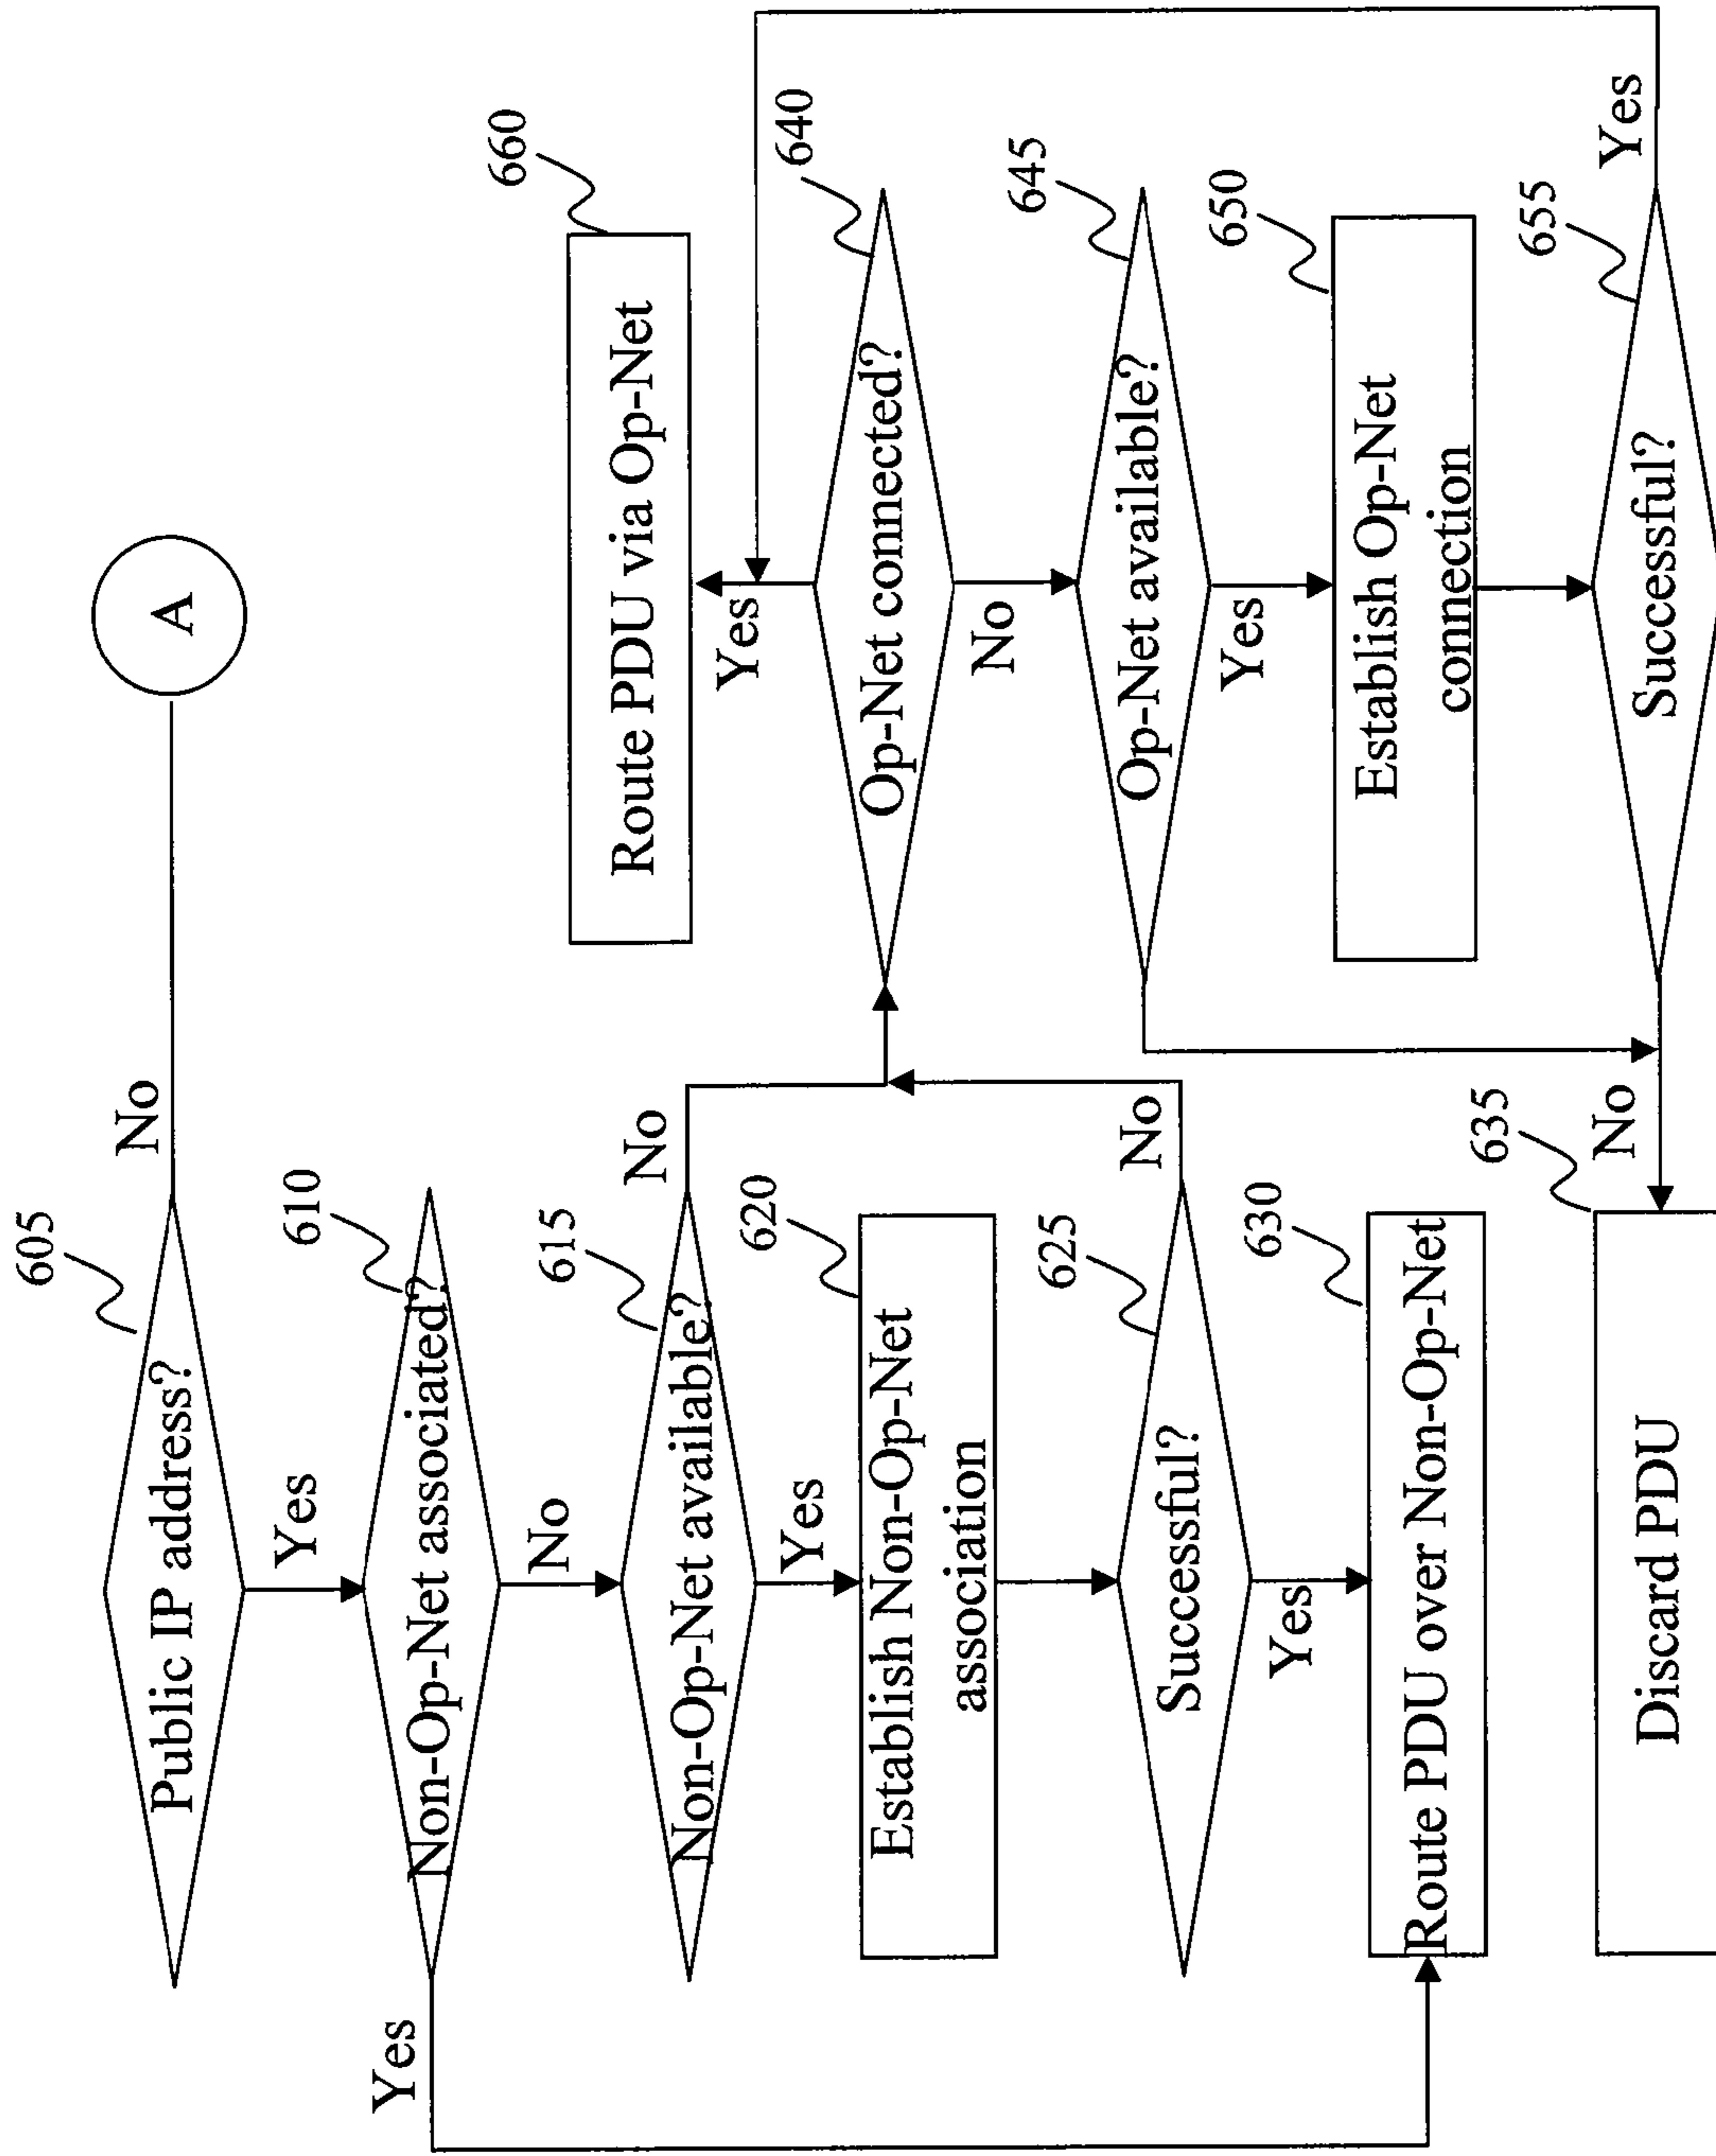 605
Public IP address?
No
A
Yes
610
Non-Op-Net associated?
Yes
No
615
Non-Op-Net available?
No
Yes
620
Establish Non-Op-Net
association
625
Successful?
No
Yes
630
Route PDU over Non-Op-Net
635
Discard PDU
660
Route PDU via Op-Net
Yes
640
Op-Net connected?
No
645
Op-Net available?
Yes
650
Establish Op-Net
connection
655
Successful?
Yes
No